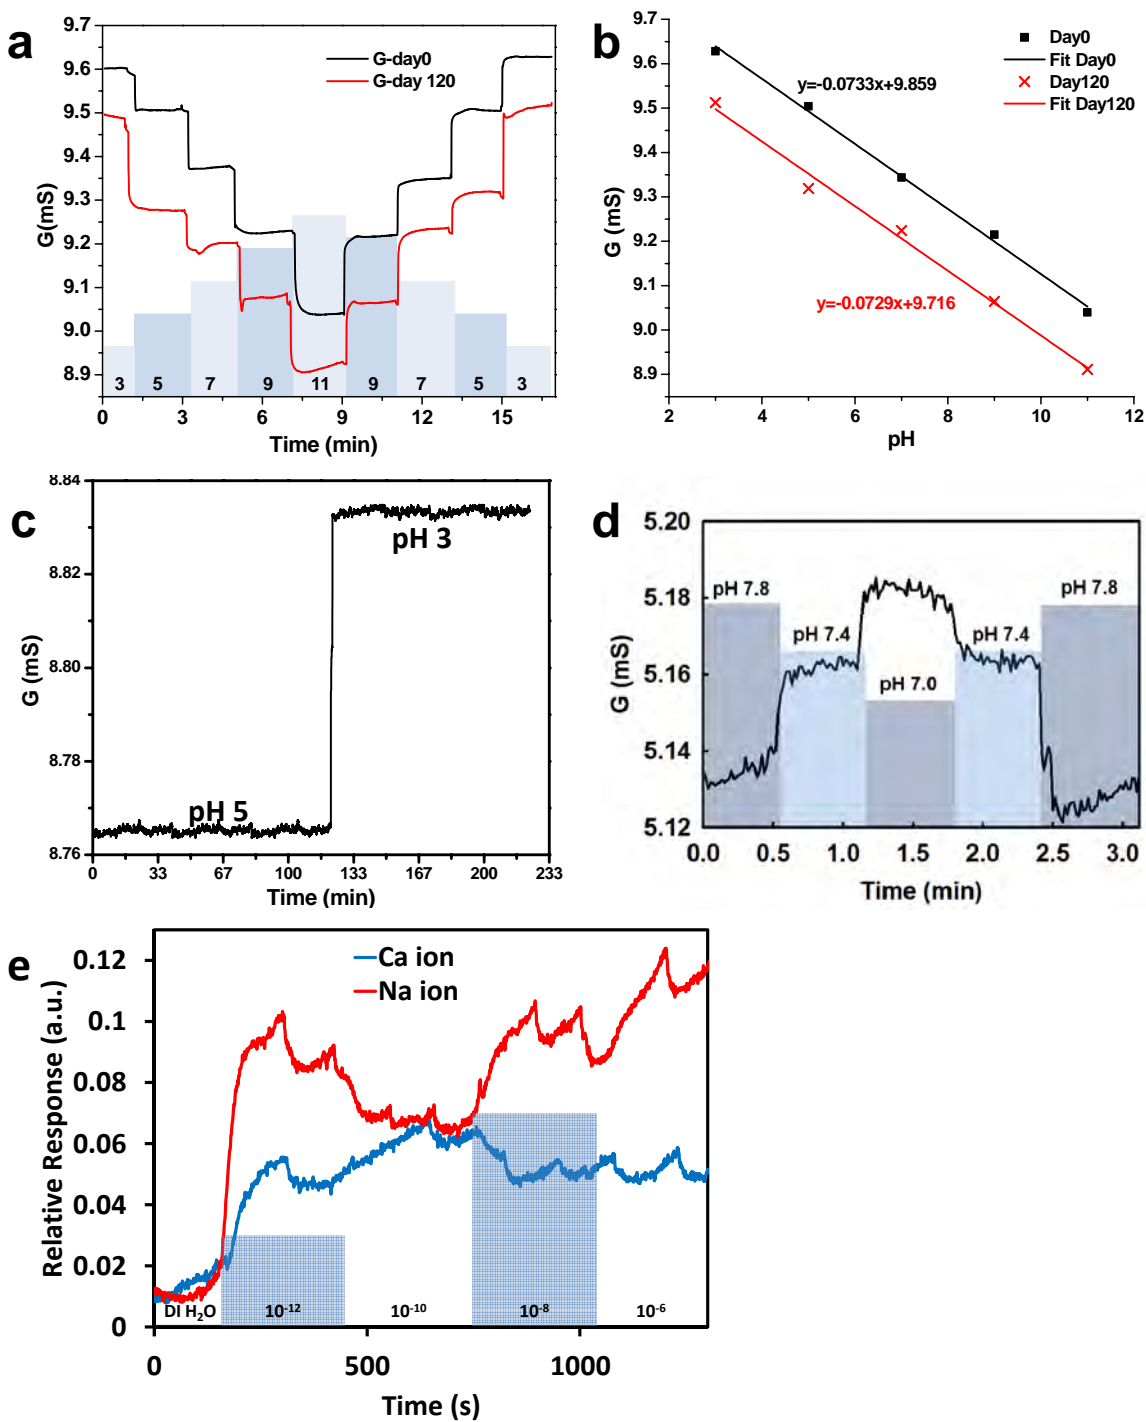 a
G-day0
G-day 120
9.7
9.6
9.5
9.4
9.3
9.2
9.1
9.0
8.9
G(mS)
3 5 7 9 11 9 7 5 3
0 3 6 9 12 15
Time (min)
b
Day0
Fit Day0
Day120
Fit Day120
y=-0.0733x+9.859
y=-0.0729x+9.716
9.7
9.6
9.5
9.4
9.3
9.2
9.1
9.0
8.9
G (mS)
2 4 6 8 10 12
pH
c
8.84
8.82
8.80
8.78
8.76
G (mS)
pH 3
pH 5
0 33 67 100 133 167 200 233
Time (min)
d
5.20
5.18
5.16
5.14
5.12
G (mS)
pH 7.8
pH 7.4
pH 7.0
pH 7.4
pH 7.8
0.0 0.5 1.0 1.5 2.0 2.5 3.0
Time (min)
e
Ca ion
Na ion
0.12
0.1
0.08
0.06
0.04
0.02
0
Relative Response (a.u.)
DI H₂O 10⁻¹² 10⁻¹⁰ 10⁻⁸ 10⁻⁶
0 500 1000
Time (s)